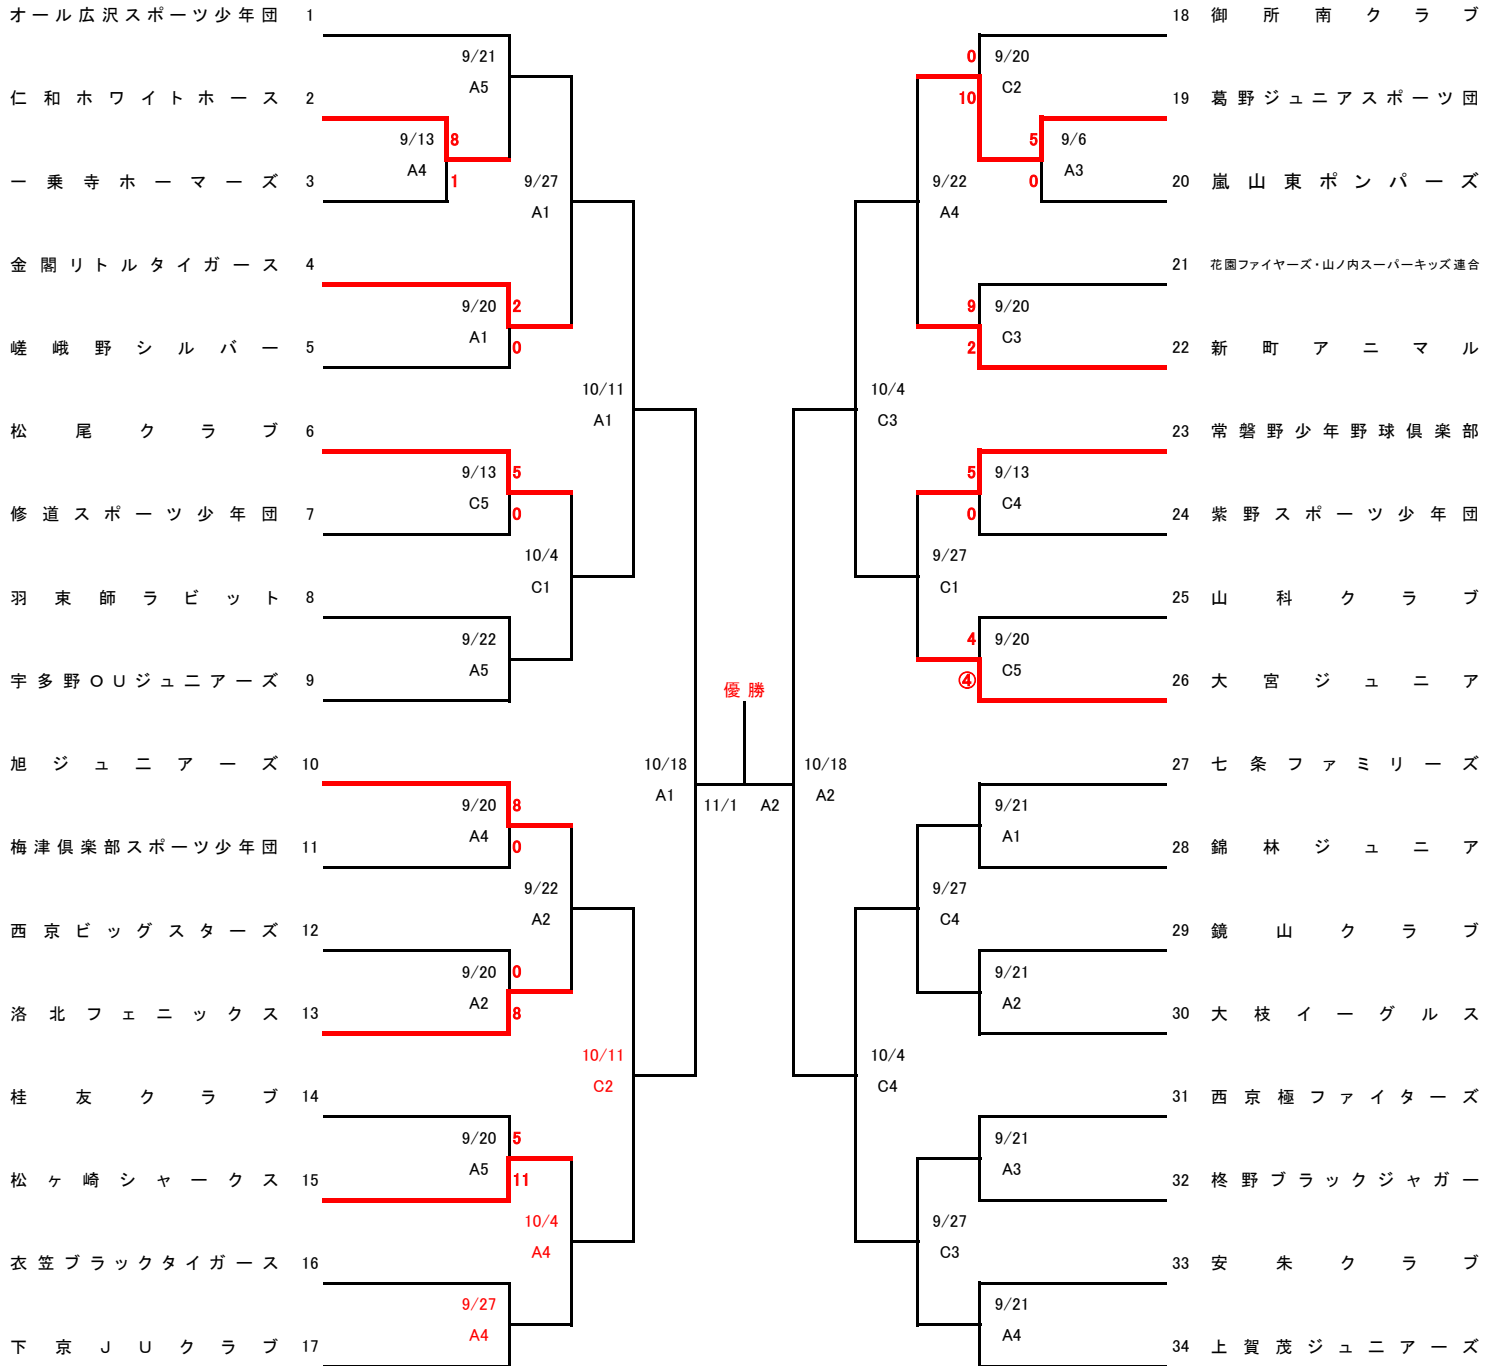 オール広沢スポーツ少年団 1
9/21
A5
仁和ホワイトホース 2
9/13 8
A4
一乗寺ホーマーズ 3
1
9/27
A1
金閣リトルタイガース 4
9/20 2
A1
嵯峨野シルバー 5
0
10/11
A1
松尾クラブ 6
9/13 5
C5
修道スポーツ少年団 7
0
10/4
C1
羽束師ラビット 8
9/22
A5
宇多野OUジュニアーズ 9
旭ジュニアーズ 10
10/18
A1
9/20 8
A4
梅津倶楽部スポーツ少年団 11
0
9/22
A2
西京ビッグスターズ 12
9/20 0
A2
洛北フェニックス 13
8
10/11
C2
桂友クラブ 14
9/20 5
A5
松ヶ崎シャークス 15
11
10/4
A4
衣笠ブラックタイガース 16
9/27
A4
下京JUクラブ 17
優勝
11/1 A2
18 御所南クラブ
0 9/20
10 C2
19 葛野ジュニアスポーツ団
5 9/6
A3
0
20 嵐山東ボンバーズ
9/22
A4
21 花園ファイヤーズ・山ノ内スーパーキッズ連合
9 9/20
C3
2
22 新町アニマル
10/4
C3
23 常磐野少年野球倶楽部
5 9/13
C4
0
24 紫野スポーツ少年団
9/27
C1
25 山科クラブ
4 9/20
C5
④
26 大宮ジュニア
10/18
A2
27 七条ファミリーズ
9/21
A1
28 錦林ジュニア
9/27
C4
29 鏡山クラブ
9/21
A2
30 大枝イーグルス
10/4
C4
31 西京極ファイターズ
9/21
A3
32 柊野ブラックジャガー
9/27
C3
33 安朱クラブ
9/21
A4
34 上賀茂ジュニアーズ